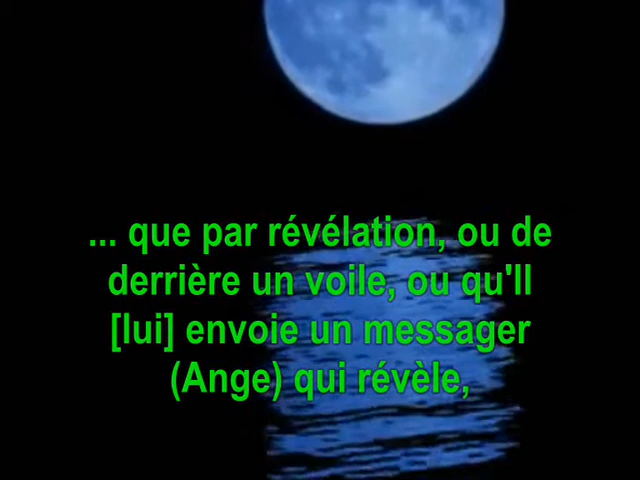 ... que par révélation, ou de
derrière un voile, ou qu'Il
[lui] envoie un messager
(Ange) qui révèle,